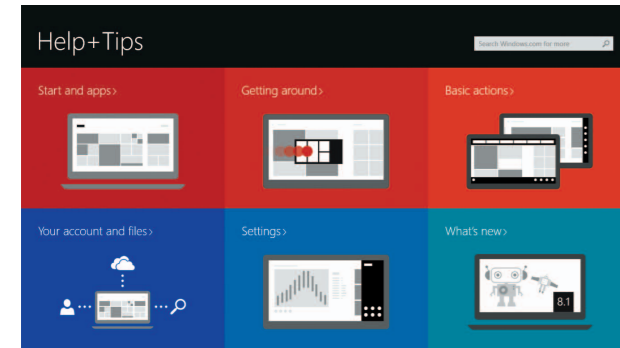 Help+Tips
Search Windows.com for more
Start and apps>
Getting around>
Basic actions>
Your account and files>
Settings>
What's new>
8.1